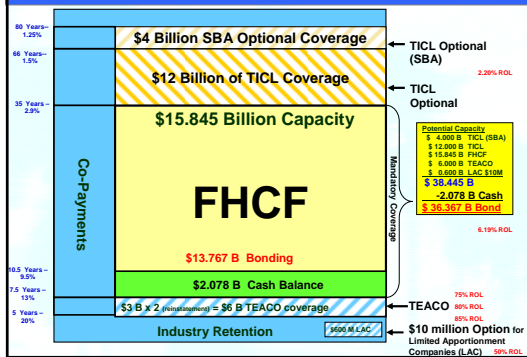 80 Years–
1.25%
$4 Billion SBA Optional Coverage
TICL Optional
(SBA)
66 Years–
1.5%
2.20% ROL
$12 Billion of TICL Coverage
TICL
Optional
35 Years–
2.9%
$15.845 Billion Capacity
Potential Capacity
$ 4.000 B TICL (SBA)
$ 12.000 B TICL
$ 15.845 B FHCF
$ 6.000 B TEACO
$ 0.600 B LAC $10M
$ 38.445 B
-2.078 B Cash
$ 36.367 B Bond
Co-Payments
Mandatory Coverage
FHCF
6.19% ROL
$13.767 B Bonding
10.5 Years–
9.5%
$2.078 B Cash Balance
7.5 Years–
13%
75% ROL
$3 B x 2 (reinstatement) = $6 B TEACO coverage
TEACO
80% ROL
85% ROL
5 Years–
20%
Industry Retention
$600 M LAC
$10 million Option for
Limited Apportionment
Companies (LAC)
50% ROL